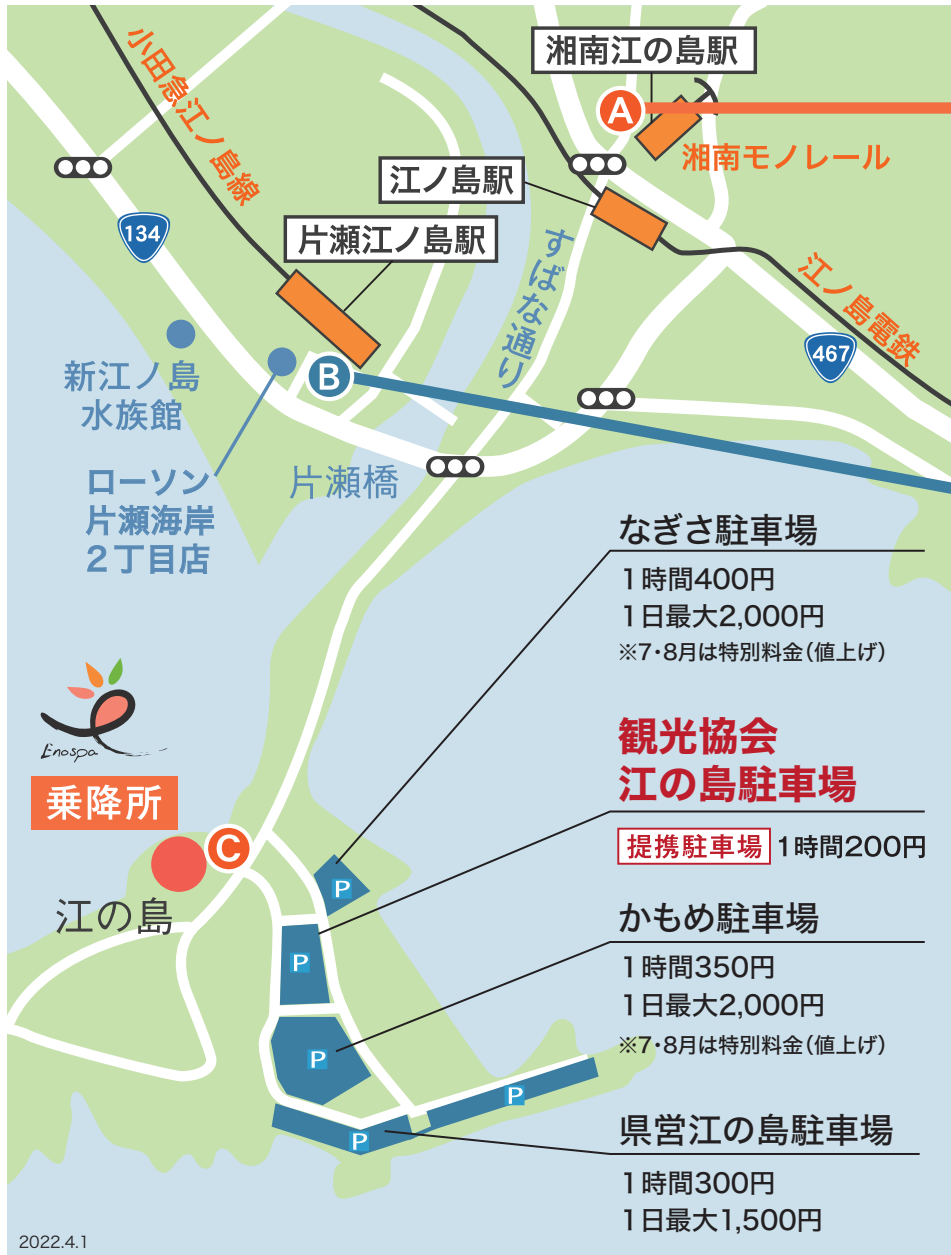 湘南江の島駅
A
湘南モノレール
小田急江ノ島線
江ノ島駅
134
片瀬江ノ島駅
すばな通り
江ノ島電鉄
467
新江ノ島
水族館
B
ローソン
片瀬海岸
2丁目店
片瀬橋
なぎさ駐車場
1時間400円
1日最大2,000円
※7・8月は特別料金(値上げ)
Enospa
乗降所
C
江の島
観光協会
江の島駐車場
提携駐車場 1時間200円
P
P
かもめ駐車場
1時間350円
1日最大2,000円
※7・8月は特別料金(値上げ)
P
P
P
県営江の島駐車場
1時間300円
1日最大1,500円
2022.4.1